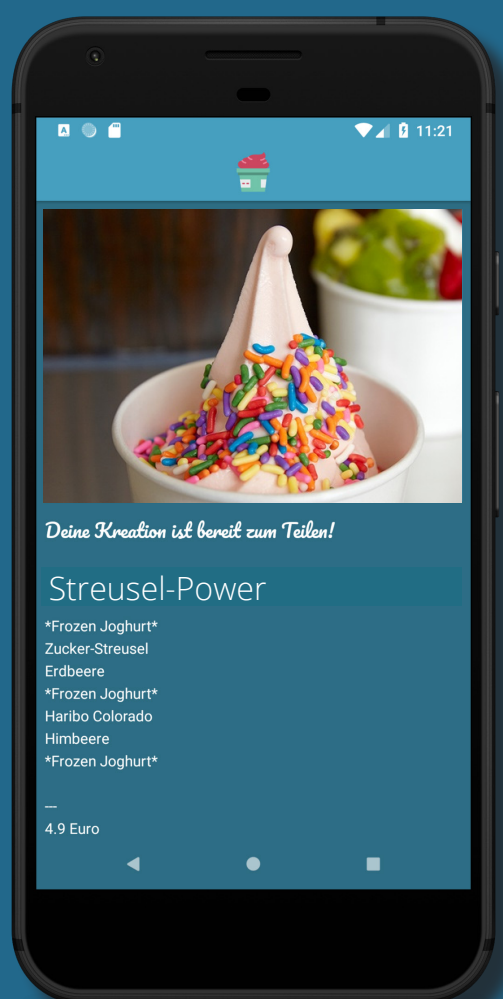 11:21
Deine Kreation ist bereit zum Teilen!
Streusel-Power
*Frozen Joghurt*
Zucker-Streusel
Erdbeere
*Frozen Joghurt*
Haribo Colorado
Himbeere
*Frozen Joghurt*
---
4.9 Euro